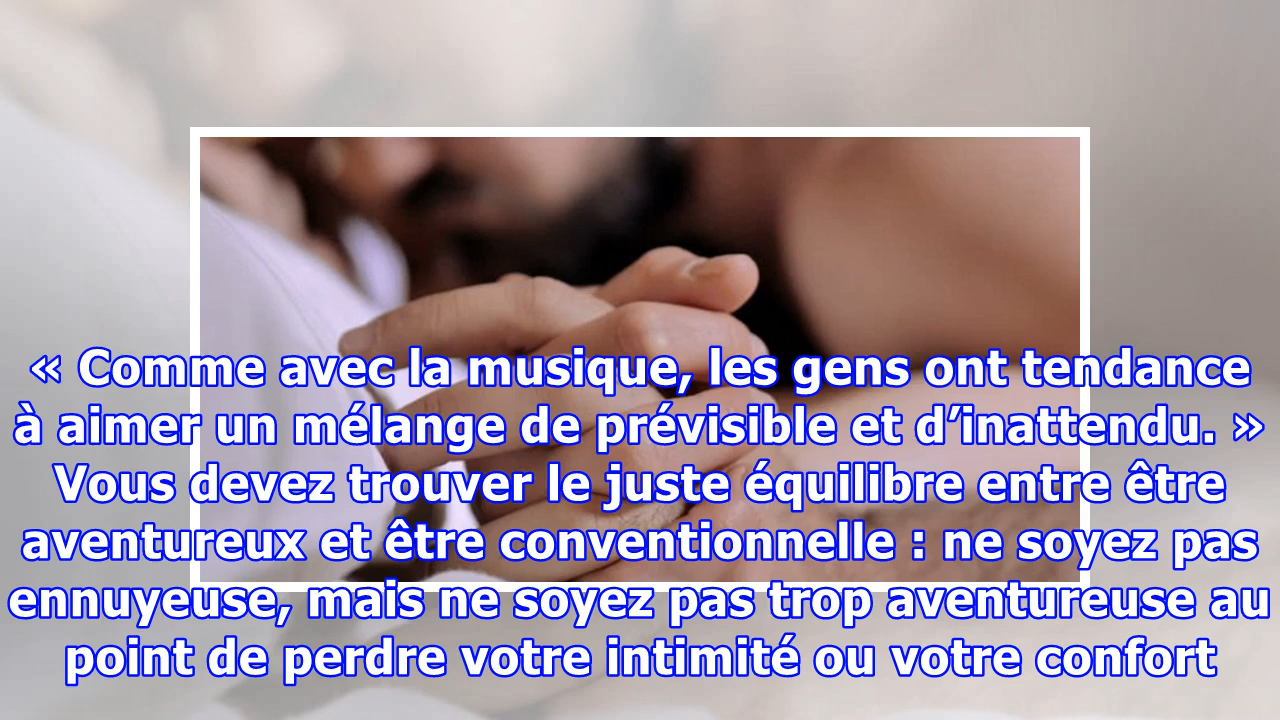 « Comme avec la musique, les gens ont tendance
à aimer un mélange de prévisible et d’inattendu. »
Vous devez trouver le juste équilibre entre être
aventureux et être conventionnelle : ne soyez pas
ennuyeuse, mais ne soyez pas trop aventureuse au
point de perdre votre intimité ou votre confort